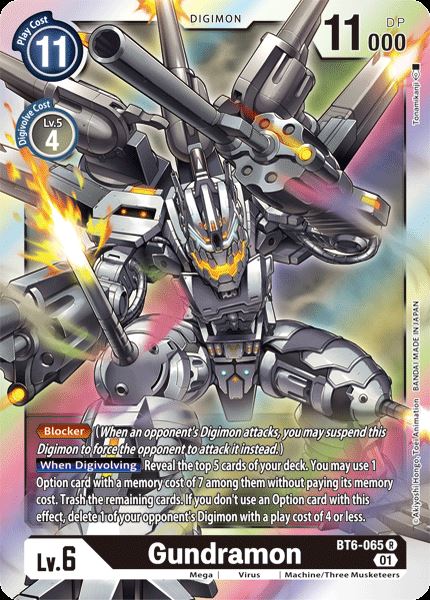 Play Cost
11
DIGIMON
DP
11000
Digivolve Cost
Lv.5
4
Tonamikanji
©Akiyoshi Hongo, Toei Animation BANDAI MADE IN JAPAN
Blocker (When an opponent's Digimon attacks, you may suspend this
Digimon to force the opponent to attack it instead.)
When Digivolving Reveal the top 5 cards of your deck. You may use 1
Option card with a memory cost of 7 among them without paying its memory
cost. Trash the remaining cards. If you don't use an Option card with this
effect, delete 1 of your opponent's Digimon with a play cost of 4 or less.
Lv.6
Gundramon
BT6-065 R
01
Mega | Virus | Machine/Three Musketeers